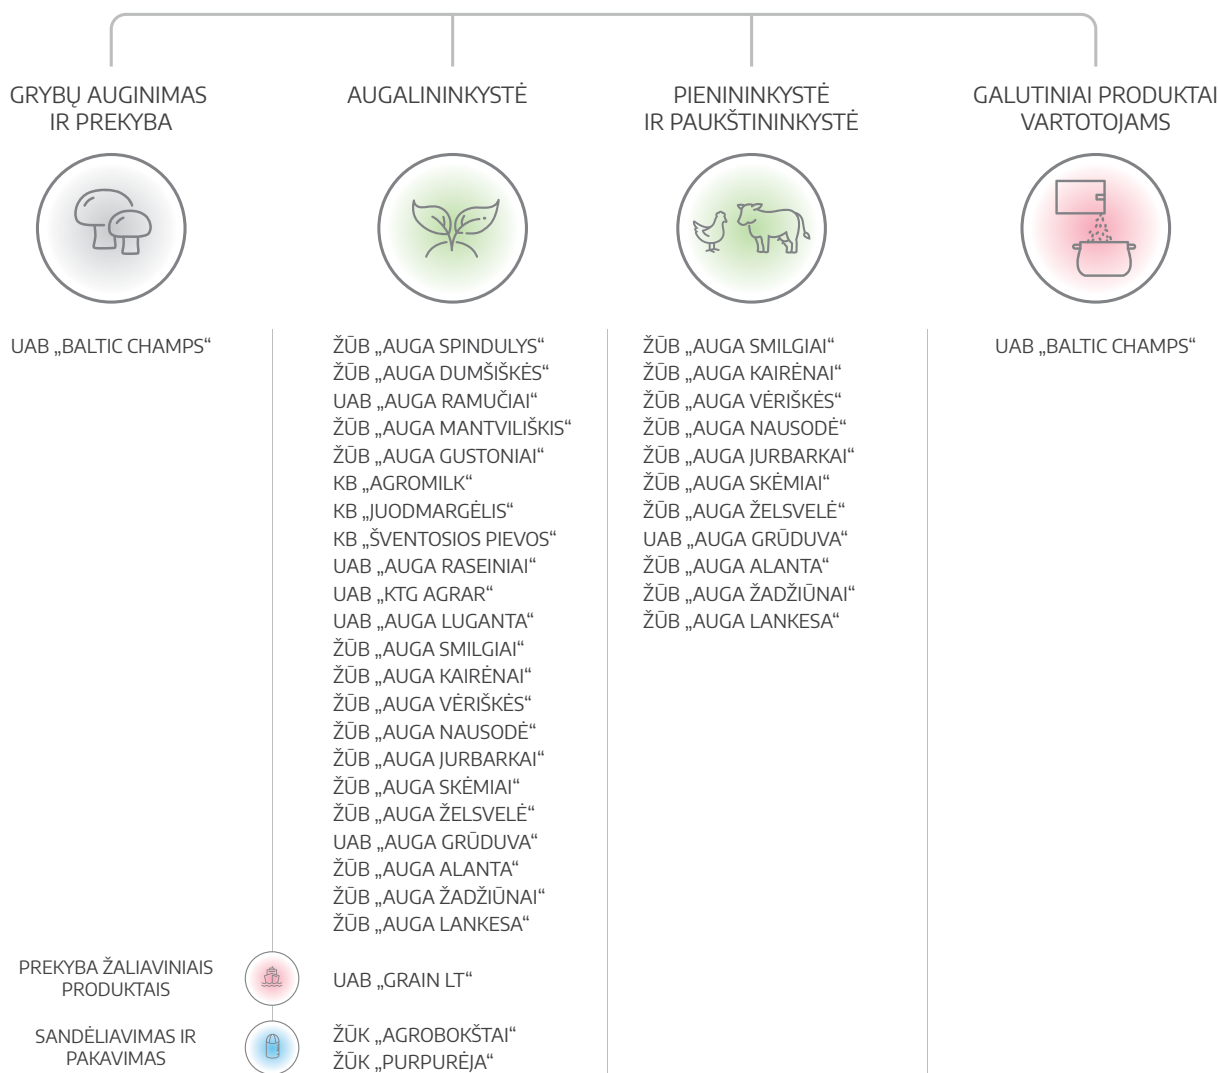 GRYBŲ AUGINIMAS
IR PREKYBA
UAB „BALTIC CHAMPS“
AUGALININKYSTĖ
ŽŪB „AUGA SPINDULYS“
ŽŪB „AUGA DUMŠIŠKĖS“
UAB „AUGA RAMUČIAI“
ŽŪB „AUGA MANTVILIŠKIS“
ŽŪB „AUGA GUSTONIAI“
KB „AGROMILK“
KB „JUODMARGĖLIS“
KB „ŠVENTOSIOS PIEVOS“
UAB „AUGA RASEINIAI“
UAB „KTG AGRAR“
UAB „AUGA LUGANTA“
ŽŪB „AUGA SMILGIAI“
ŽŪB „AUGA KAIRĖNAI“
ŽŪB „AUGA VĖRIŠKĖS“
ŽŪB „AUGA NAUSODĖ“
ŽŪB „AUGA JURBARKAI“
ŽŪB „AUGA SKĖMIAI“
ŽŪB „AUGA ŽELSVELĖ“
UAB „AUGA GRŪDUVA“
ŽŪB „AUGA ALANTA“
ŽŪB „AUGA ŽADŽIŪNAI“
ŽŪB „AUGA LANKESA“
PIENININKYSTĖ
IR PAUKŠTININKYSTĖ
ŽŪB „AUGA SMILGIAI“
ŽŪB „AUGA KAIRĖNAI“
ŽŪB „AUGA VĖRIŠKĖS“
ŽŪB „AUGA NAUSODĖ“
ŽŪB „AUGA JURBARKAI“
ŽŪB „AUGA SKĖMIAI“
ŽŪB „AUGA ŽELSVELĖ“
UAB „AUGA GRŪDUVA“
ŽŪB „AUGA ALANTA“
ŽŪB „AUGA ŽADŽIŪNAI“
ŽŪB „AUGA LANKESA“
GALUTINIAI PRODUKTAI
VARTOTOJAMS
UAB „BALTIC CHAMPS“
PREKYBA ŽALIAVINIAIS
PRODUKTAIS
UAB „GRAIN LT“
SANDĖLIAVIMAS IR
PAKAVIMAS
ŽŪK „AGROBOKŠTAI“
ŽŪK „PURPURĖJA“